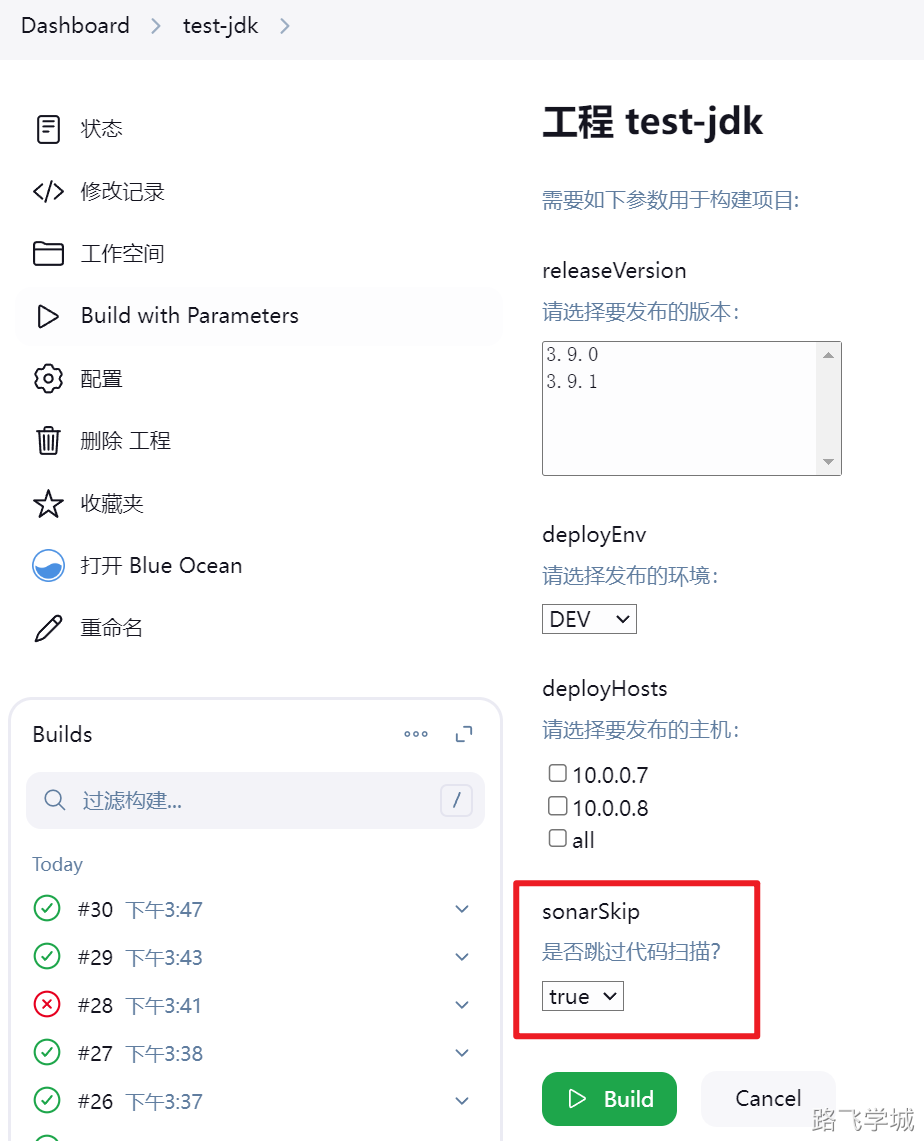 Dashboard
test-jdk
状态
修改记录
工作空间
Build with Parameters
配置
删除 工程
收藏夹
打开 Blue Ocean
重命名
Builds
过滤构建...
/
Today
#30 下午3:47
#29 下午3:43
#28 下午3:41
#27 下午3:38
#26 下午3:37
工程 test-jdk
需要如下参数用于构建项目:
releaseVersion
请选择要发布的版本:
3.9.0
3.9.1
deployEnv
请选择发布的环境:
DEV
deployHosts
请选择要发布的主机:
10.0.0.7
10.0.0.8
all
sonarSkip
是否跳过代码扫描?
true
Build
Cancel
路飞学城